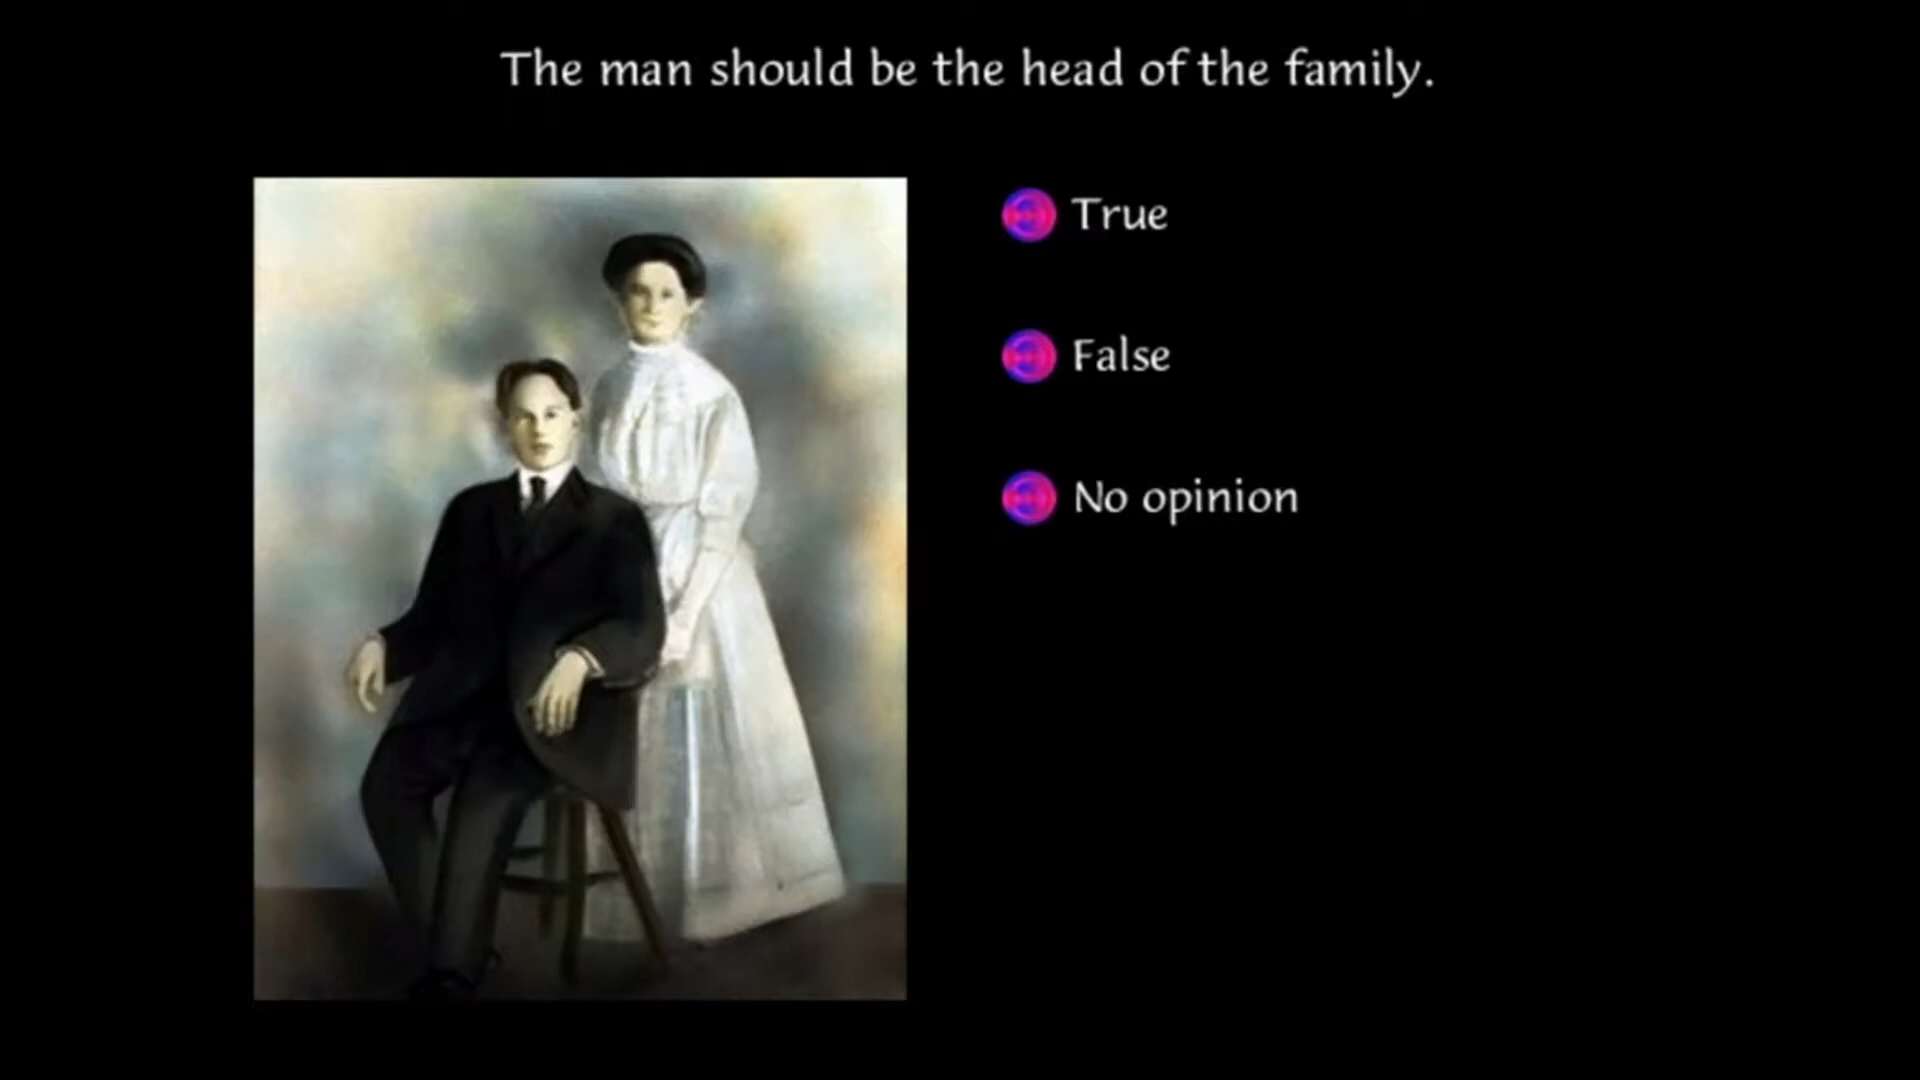 The man should be the head of the family.
True
False
No opinion